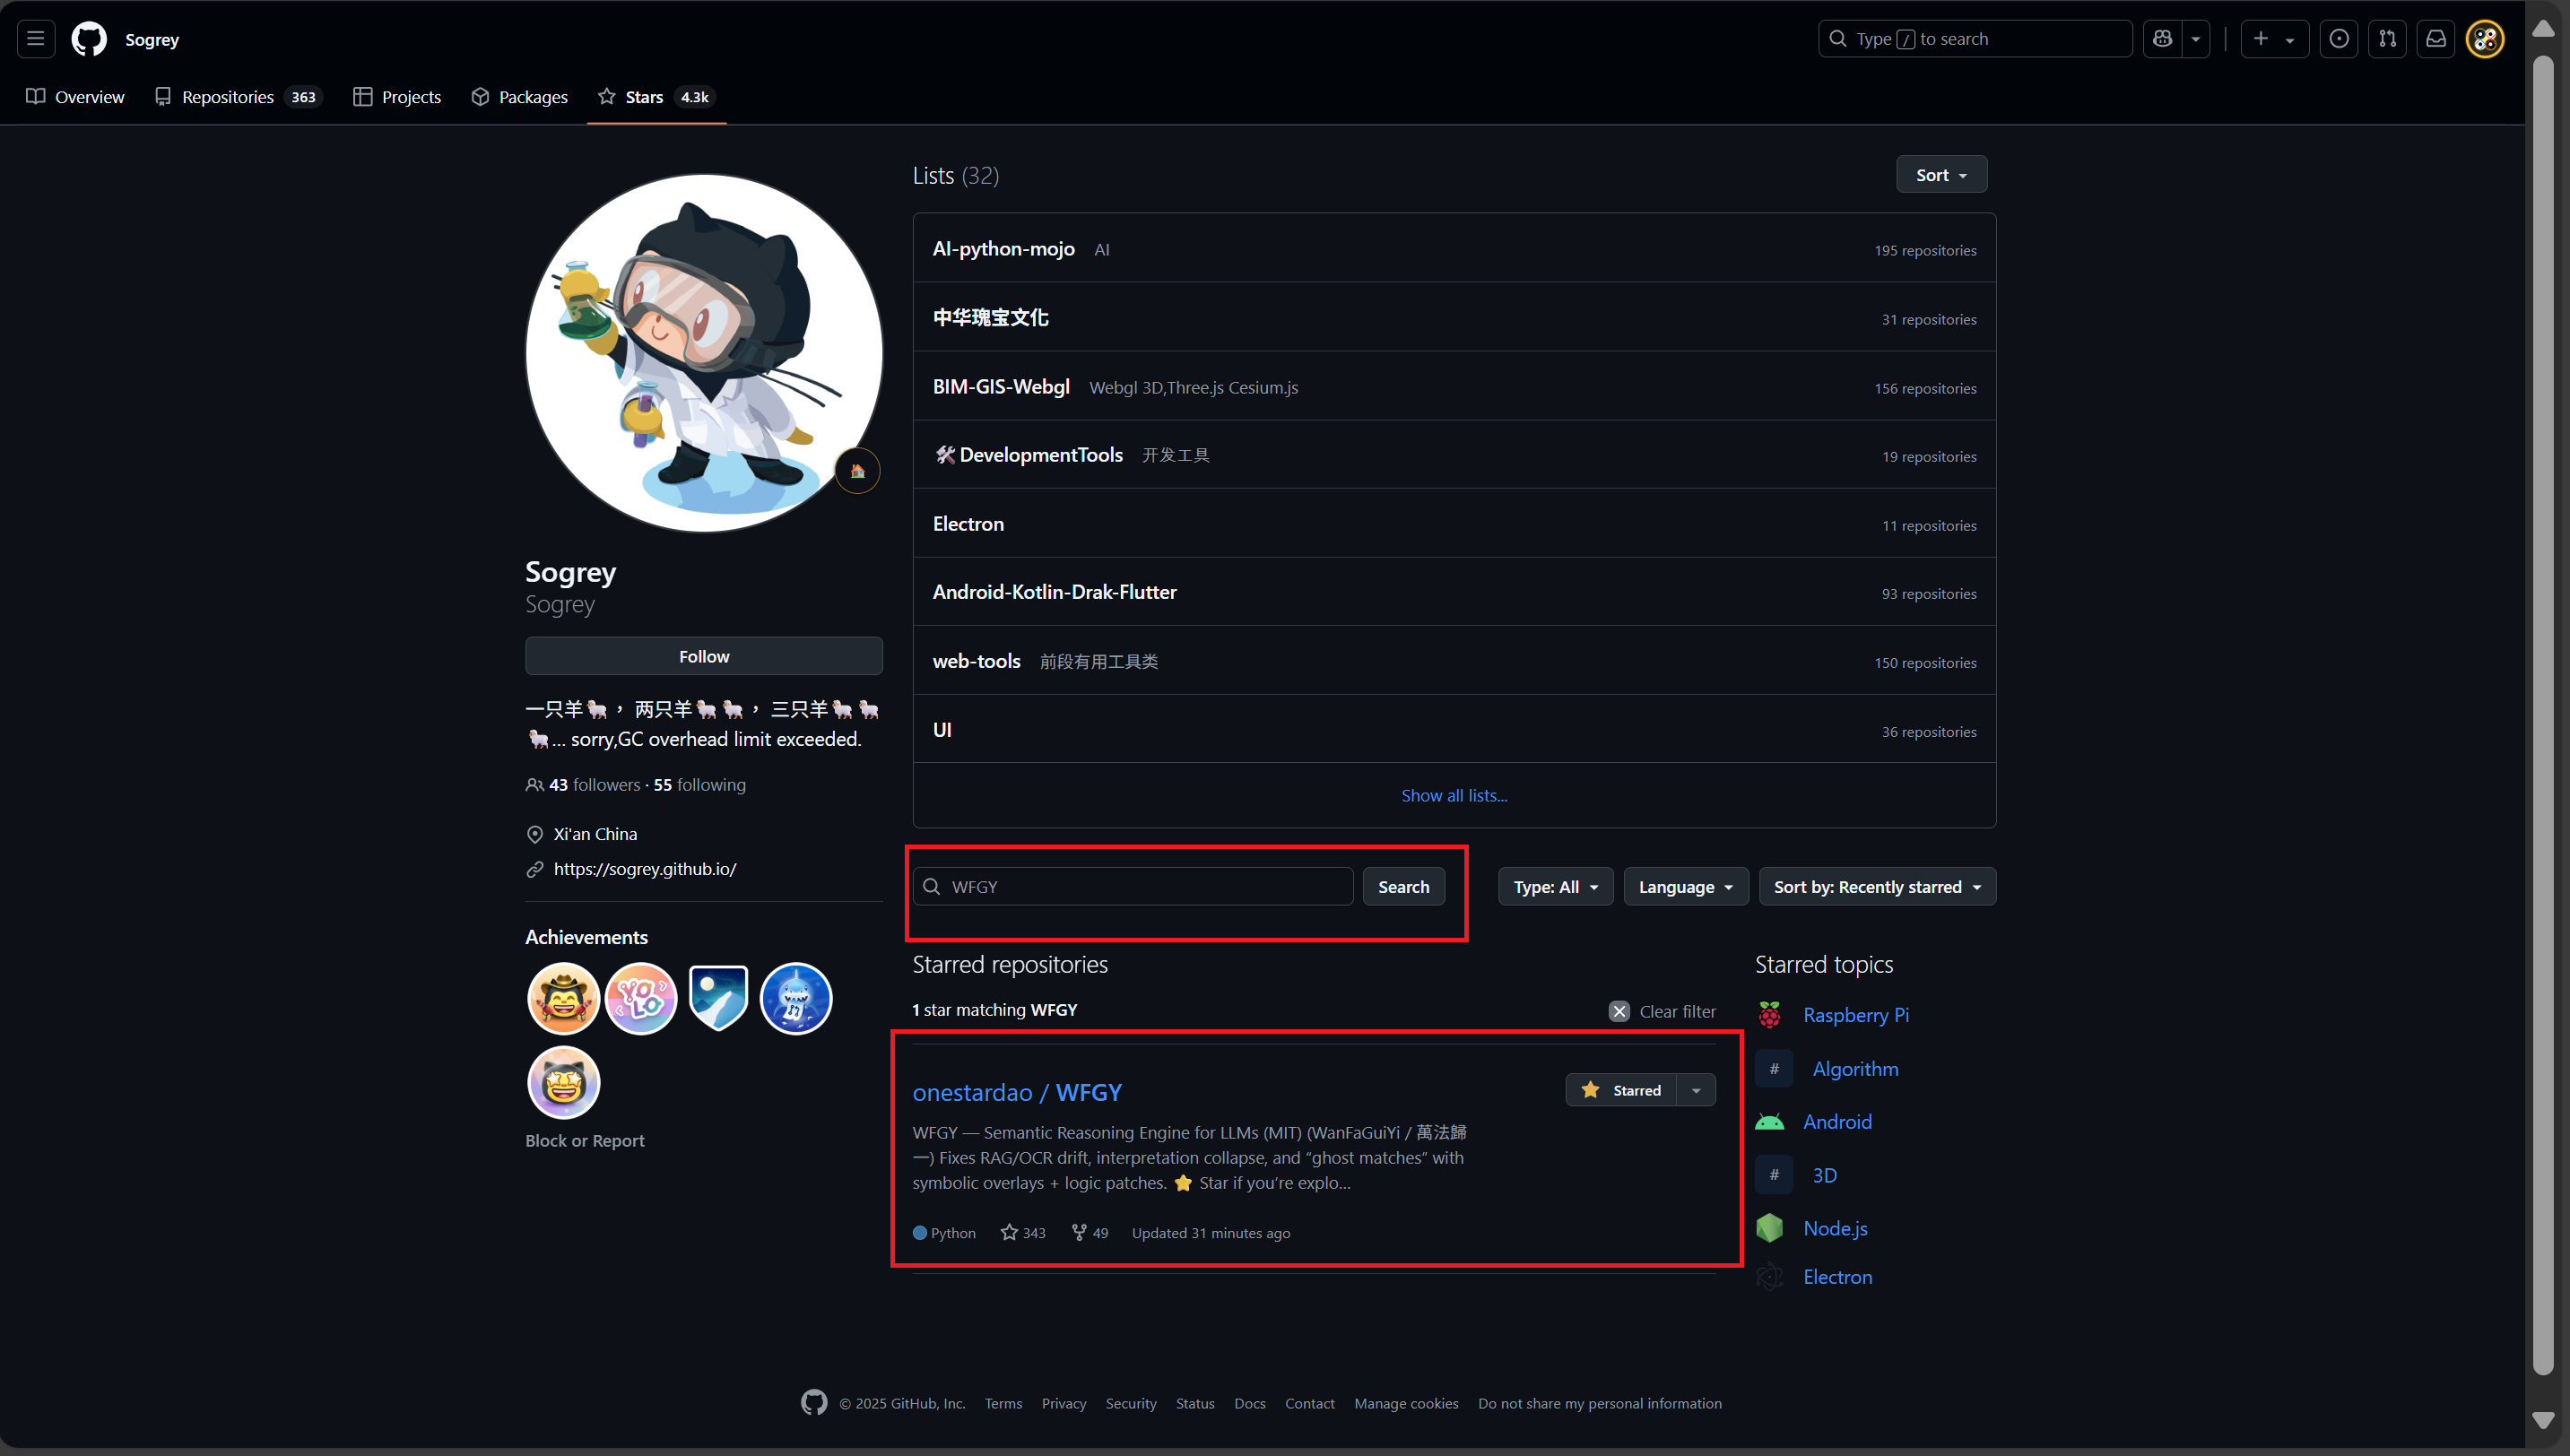 Sogrey
Type / to search
Overview
Repositories 363
Projects
Packages
Stars 4.3k
Lists (32)
Sort
AI-python-mojo AI
195 repositories
中华瑰宝文化
31 repositories
BIM-GIS-Webgl Webgl 3D,Three.js Cesium.js
156 repositories
DevelopmentTools 开发工具
19 repositories
Electron
11 repositories
Android-Kotlin-Drak-Flutter
93 repositories
web-tools 前段有用工具类
150 repositories
UI
36 repositories
Show all lists...
Sogrey
Sogrey
Follow
一只羊🐑， 两只羊🐑🐑， 三只羊🐑🐑
🐑... sorry,GC overhead limit exceeded.
43 followers · 55 following
Xi'an China
https://sogrey.github.io/
Achievements
YOLO
Block or Report
WFGY
Search
Type: All
Language
Sort by: Recently starred
Starred repositories
1 star matching WFGY
Clear filter
onestardao / WFGY
Starred
WFGY — Semantic Reasoning Engine for LLMs (MIT) (WanFaGuiYi / 萬法歸
一) Fixes RAG/OCR drift, interpretation collapse, and “ghost matches” with
symbolic overlays + logic patches. ⭐ Star if you’re explo...
Python 343 49 Updated 31 minutes ago
Starred topics
Raspberry Pi
# Algorithm
Android
# 3D
Node.js
Electron
© 2025 GitHub, Inc. Terms Privacy Security Status Docs Contact Manage cookies Do not share my personal information